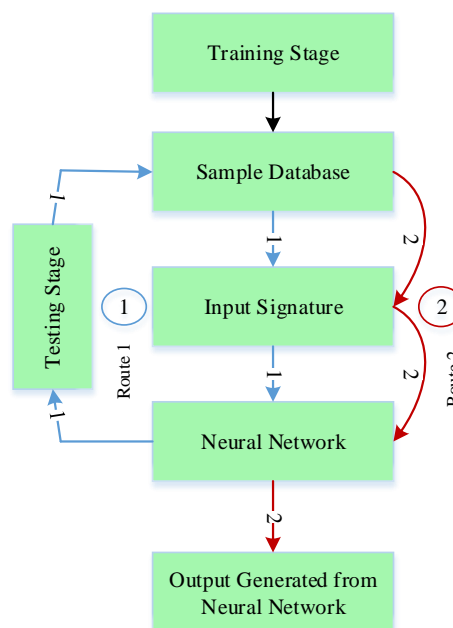 Training Stage
Sample Database
1
1
2
Testing Stage
1
Route 1
Input Signature
2
1
2
1
Neural Network
2
Output Generated from
Neural Network